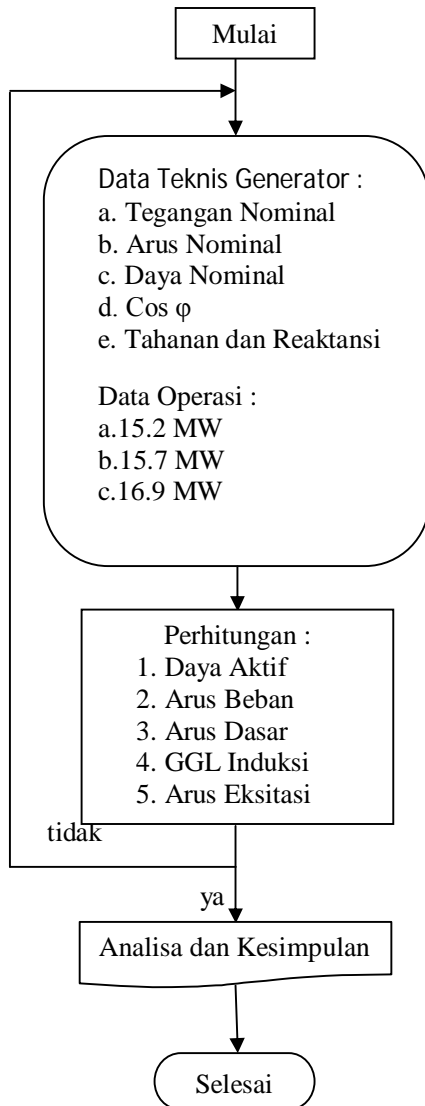 Mulai
Data Teknis Generator :
a. Tegangan Nominal
b. Arus Nominal
c. Daya Nominal
d. Cos φ
e. Tahanan dan Reaktansi
Data Operasi :
a.15.2 MW
b.15.7 MW
c.16.9 MW
Perhitungan :
1. Daya Aktif
2. Arus Beban
3. Arus Dasar
4. GGL Induksi
5. Arus Eksitasi
tidak
ya
Analisa dan Kesimpulan
Selesai